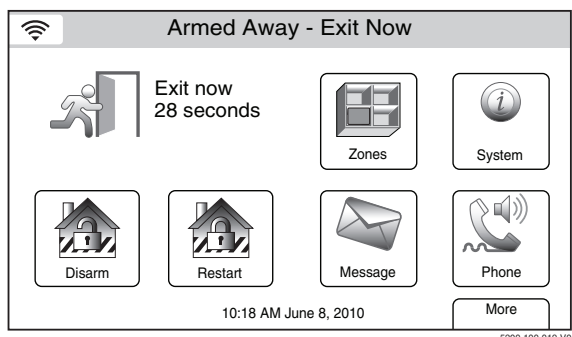 Armed Away - Exit Now
Exit now
28 seconds
Zones
System
Disarm
Restart
Message
Phone
10:18 AM June 8, 2010
More